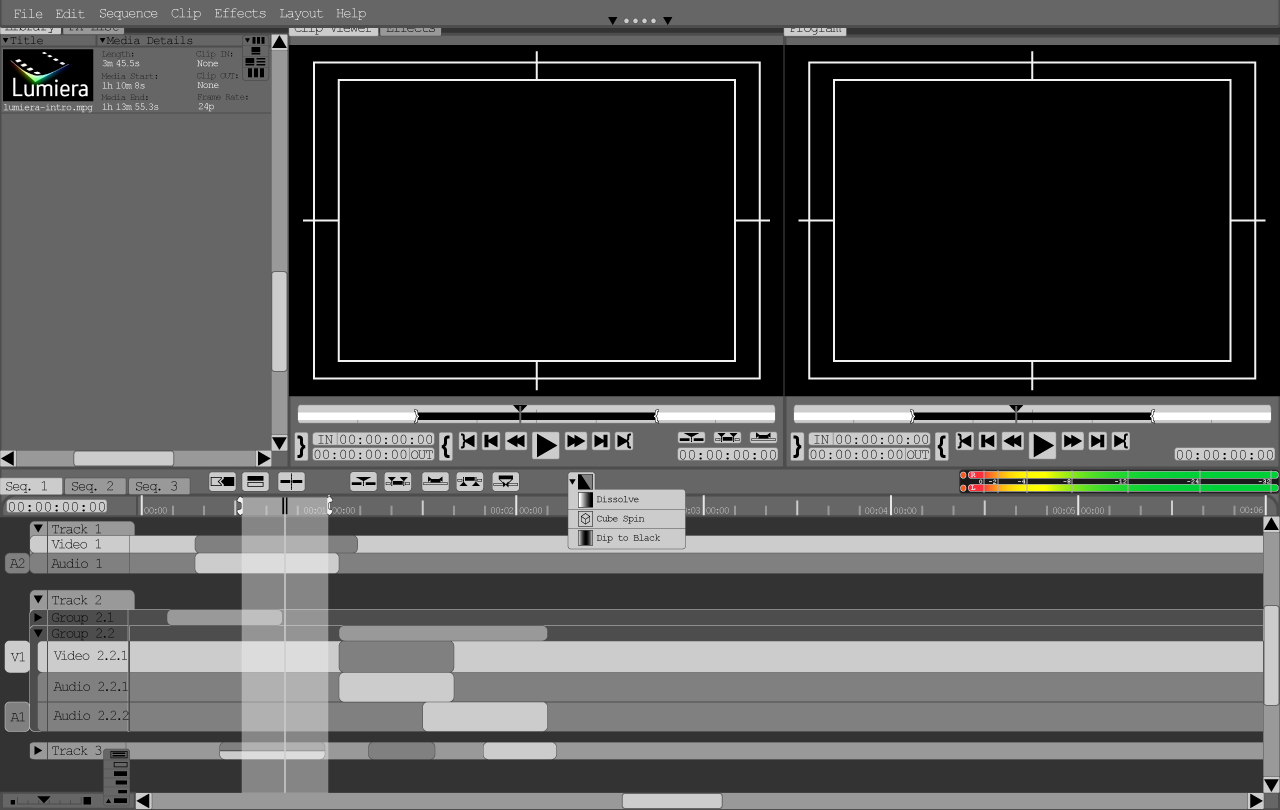 File Edit Sequence Clip Effects Layout Help
Library
Clip Viewer Effects Program
Title Media Details
Length: Clip IN:
3m 45.5s None
Media Start: Clip OUT:
1h 10m 8s None
Media End: Frame Rate:
1h 13m 55.3s 24p
Lumiera
lumiera-intro.mpg
IN 00:00:00:00
00:00:00:00 OUT 00:00:00:00
IN 00:00:00:00
00:00:00:00 OUT 00:00:00:00
Seq. 1 Seq. 2 Seq. 3
R
L 0 -2 -4 -8 -12 -24 -32
Dissolve
Cube Spin
Dip to Black
00:00:00:00 00:00 00:01 00:00 00:02 00:00 :03 00:00 00:04 00:00 00:05 00:00 00:06
Track 1
Video 1
A2 Audio 1
Track 2
Group 2.1
Group 2.2
V1 Video 2.2.1
Audio 2.2.1
A1 Audio 2.2.2
Track 3